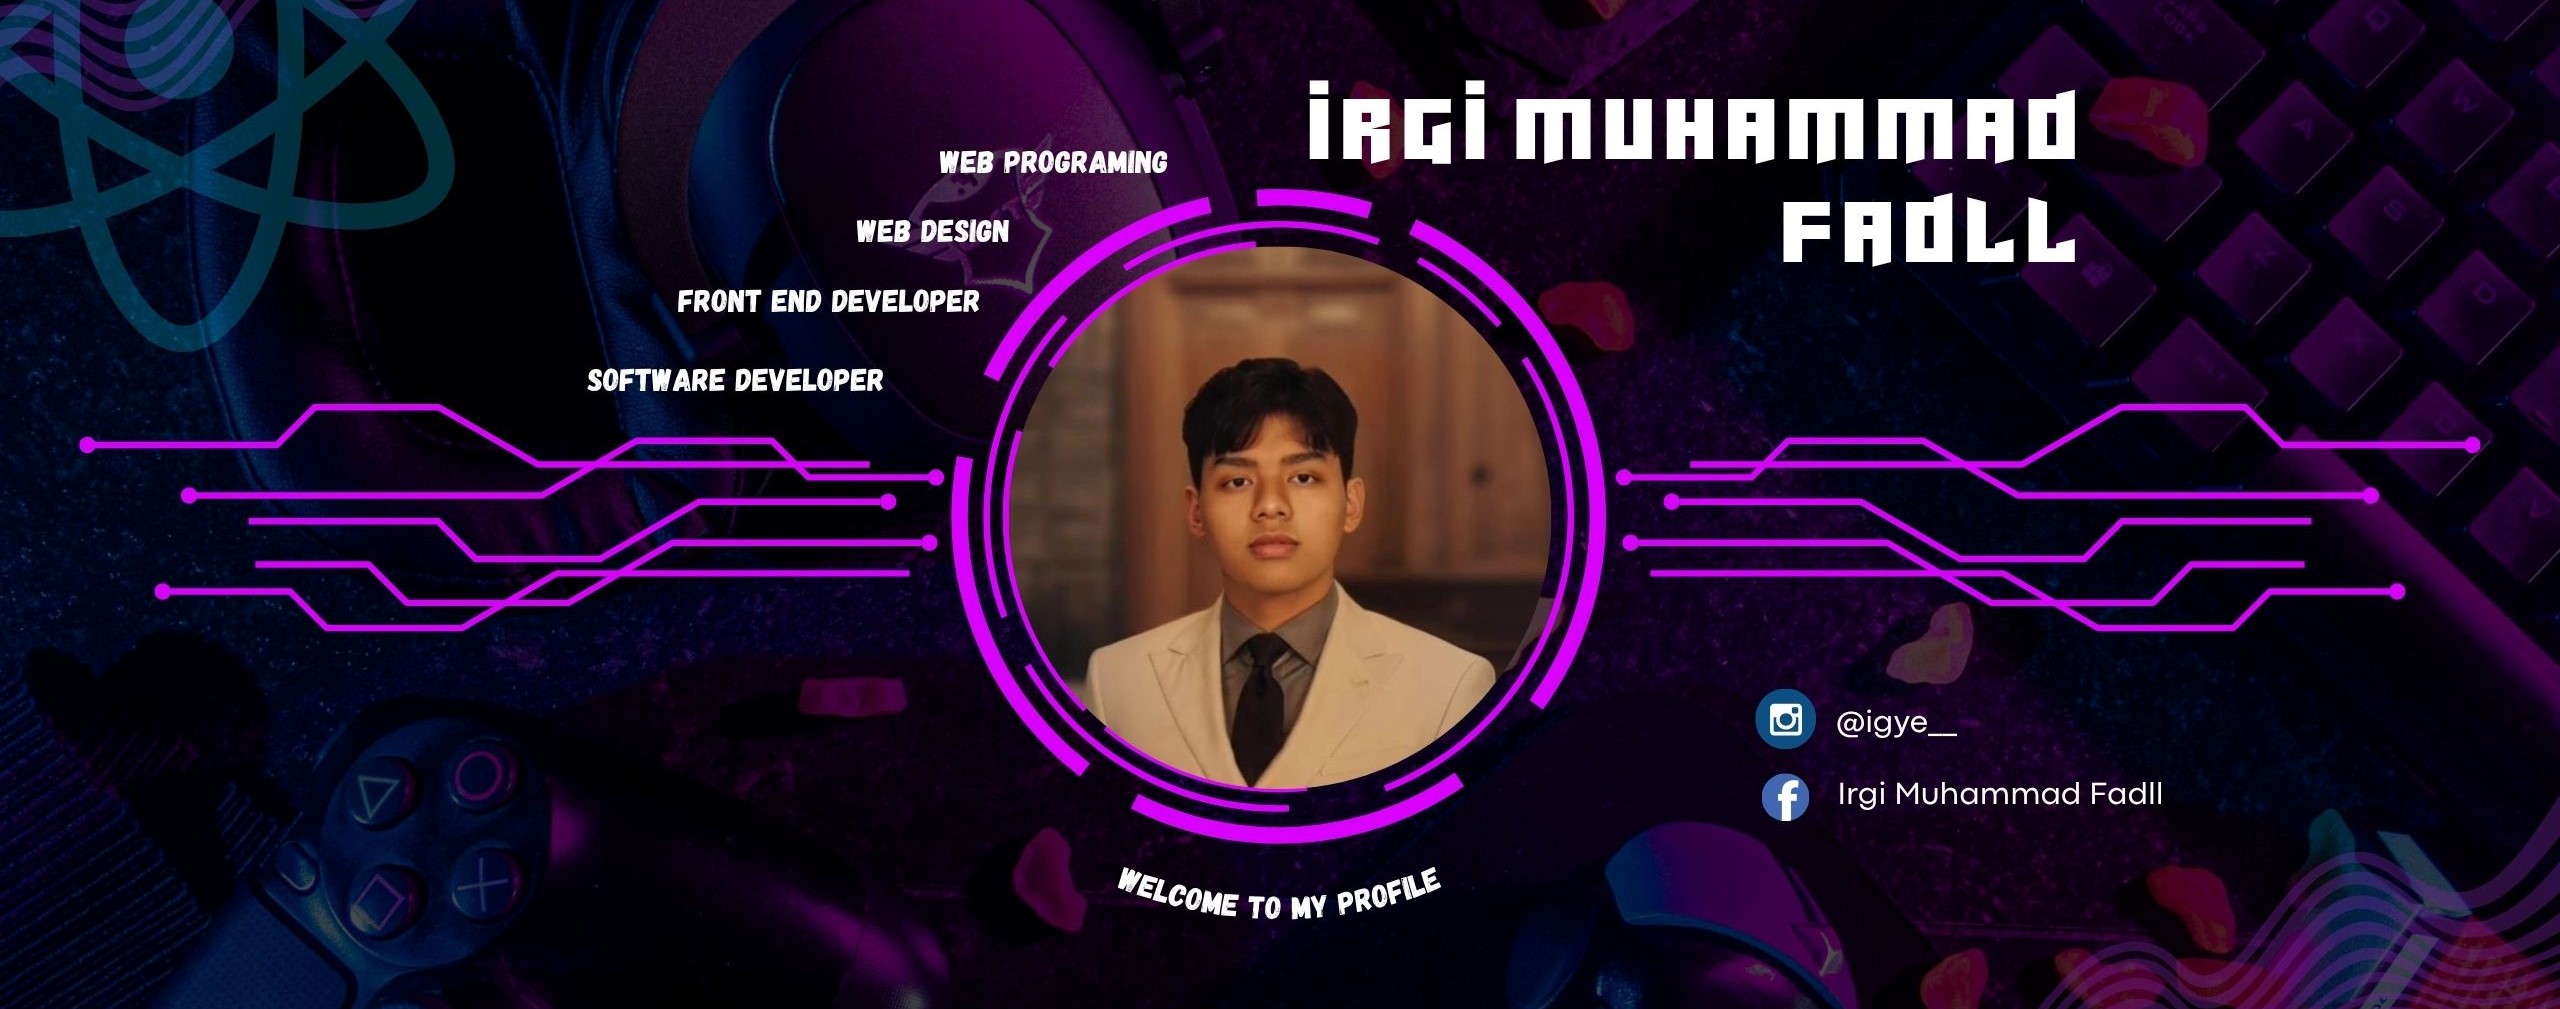 IRGI MUHAMMAD
FADLL
WEB PROGRAMING
WEB DESIGN
FRONT END DEVELOPER
SOFTWARE DEVELOPER
@igye__
Irgi Muhammad Fadll
WELCOME TO MY PROFILE